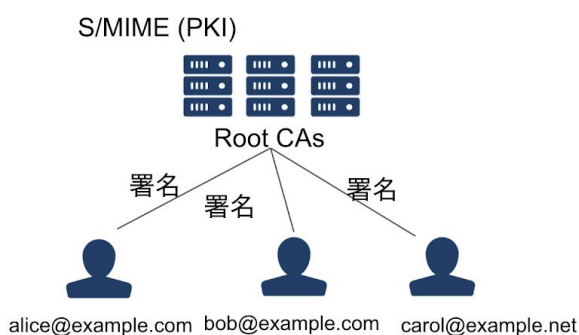 S/MIME (PKI)
Root CAs
署名
署名
署名
alice@example.com
bob@example.com
carol@example.net